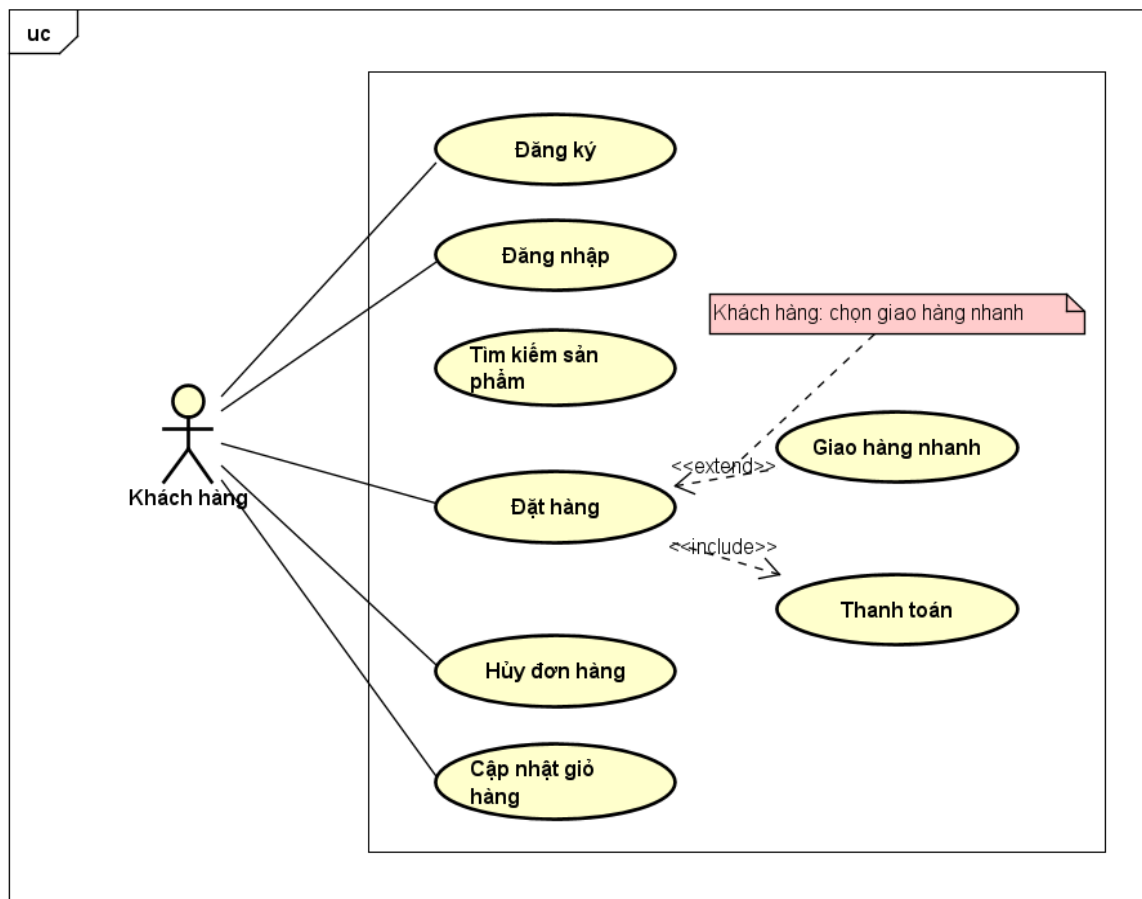 uc
Đăng ký
Đăng nhập
Khách hàng: chọn giao hàng nhanh
Tìm kiếm sản
phẩm
Giao hàng nhanh
<<extend>>
Khách hàng
Đặt hàng
<<include>>
Thanh toán
Hủy đơn hàng
Cập nhật giỏ
hàng